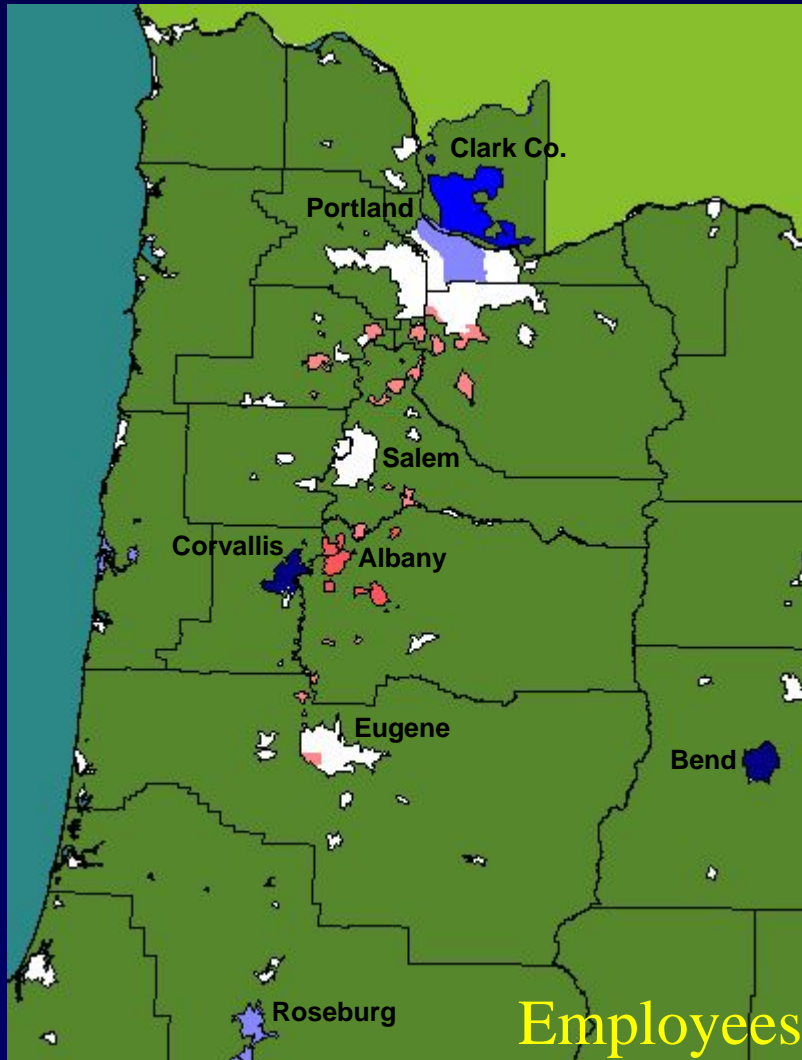 Clark Co.
Portland
Salem
Corvallis
Albany
Eugene
Bend
Roseburg
Employees